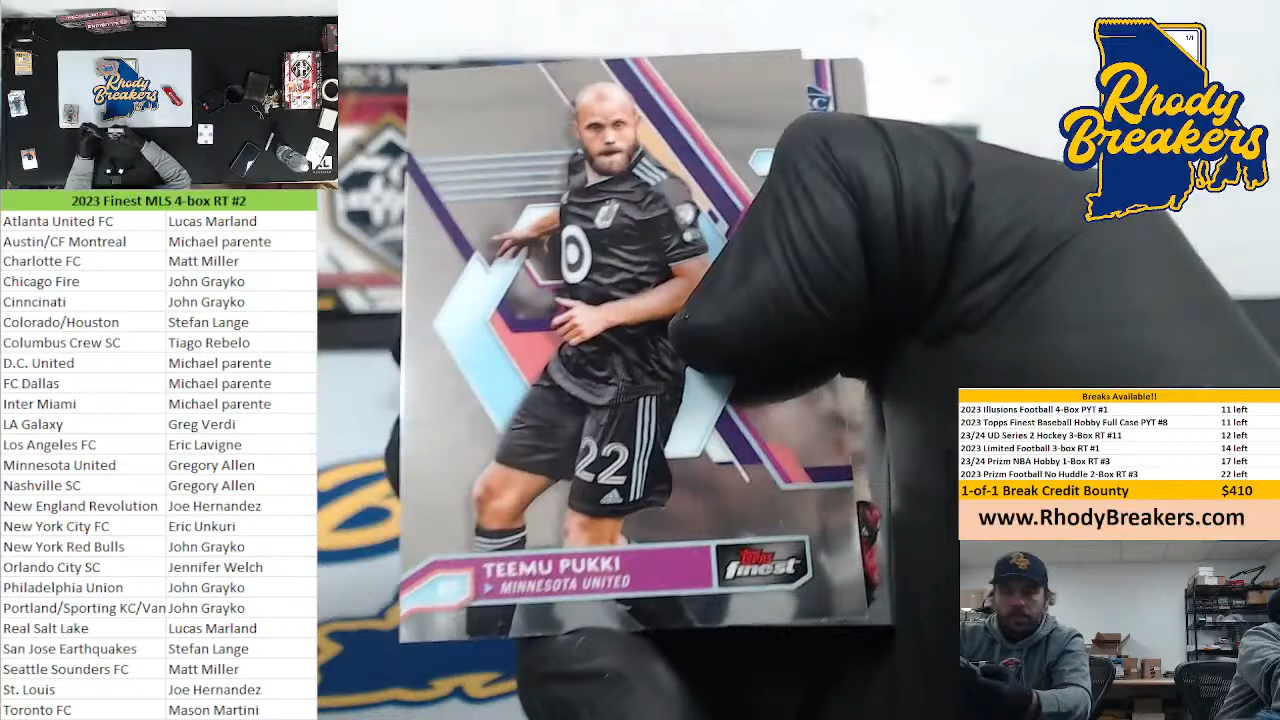 2023 Finest MLS 4-box RT #2
Atlanta United FC Lucas Marland
Austin/CF Montreal Michael parente
Charlotte FC Matt Miller
Chicago Fire John Grayko
Cinncinati John Grayko
Colorado/Houston Stefan Lange
Columbus Crew SC Tiago Rebelo
D.C. United Michael parente
FC Dallas Michael parente
Inter Miami Michael parente
LA Galaxy Greg Verdi
Los Angeles FC Eric Lavigne
Minnesota United Gregory Allen
Nashville SC Gregory Allen
New England Revolution Joe Hernandez
New York City FC Eric Unkuri
New York Red Bulls John Grayko
Orlando City SC Jennifer Welch
Philadelphia Union John Grayko
Portland/Sporting KC/Van John Grayko
Real Salt Lake Lucas Marland
San Jose Earthquakes Stefan Lange
Seattle Sounders FC Matt Miller
St. Louis Joe Hernandez
Toronto FC Mason Martini
Rhody
Breakers
22
TEEMU PUKKI
MINNESOTA UNITED
topps
finest
1/1
Rhody
Breakers
Breaks Available!!
2023 Illusions Football 4-Box PYT #1 11 left
2023 Topps Finest Baseball Hobby Full Case PYT #8 11 left
23/24 UD Series 2 Hockey 3-Box RT #11 12 left
2023 Limited Football 3-box RT #1 14 left
23/24 Prizm NBA Hobby 1-Box RT #3 17 left
2023 Prizm Football No Huddle 2-Box RT #3 22 left
1-of-1 Break Credit Bounty $410
www.RhodyBreakers.com